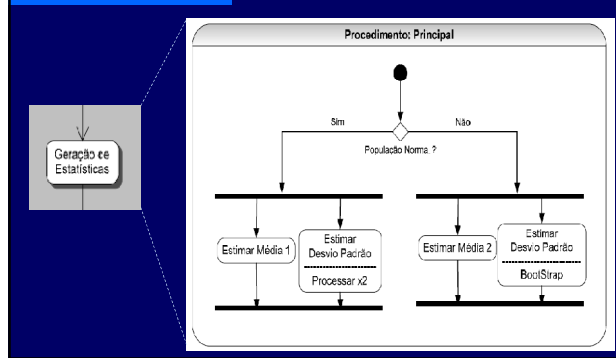 Procedimento: Principal
Sim
Não
População Norma. ?
Geração de
Estatísticas
Estimar Média 1
Estimar
Desvio Padrão
Processar x2
Estimar Média 2
Estimar
Desvio Padrão
BootStrap